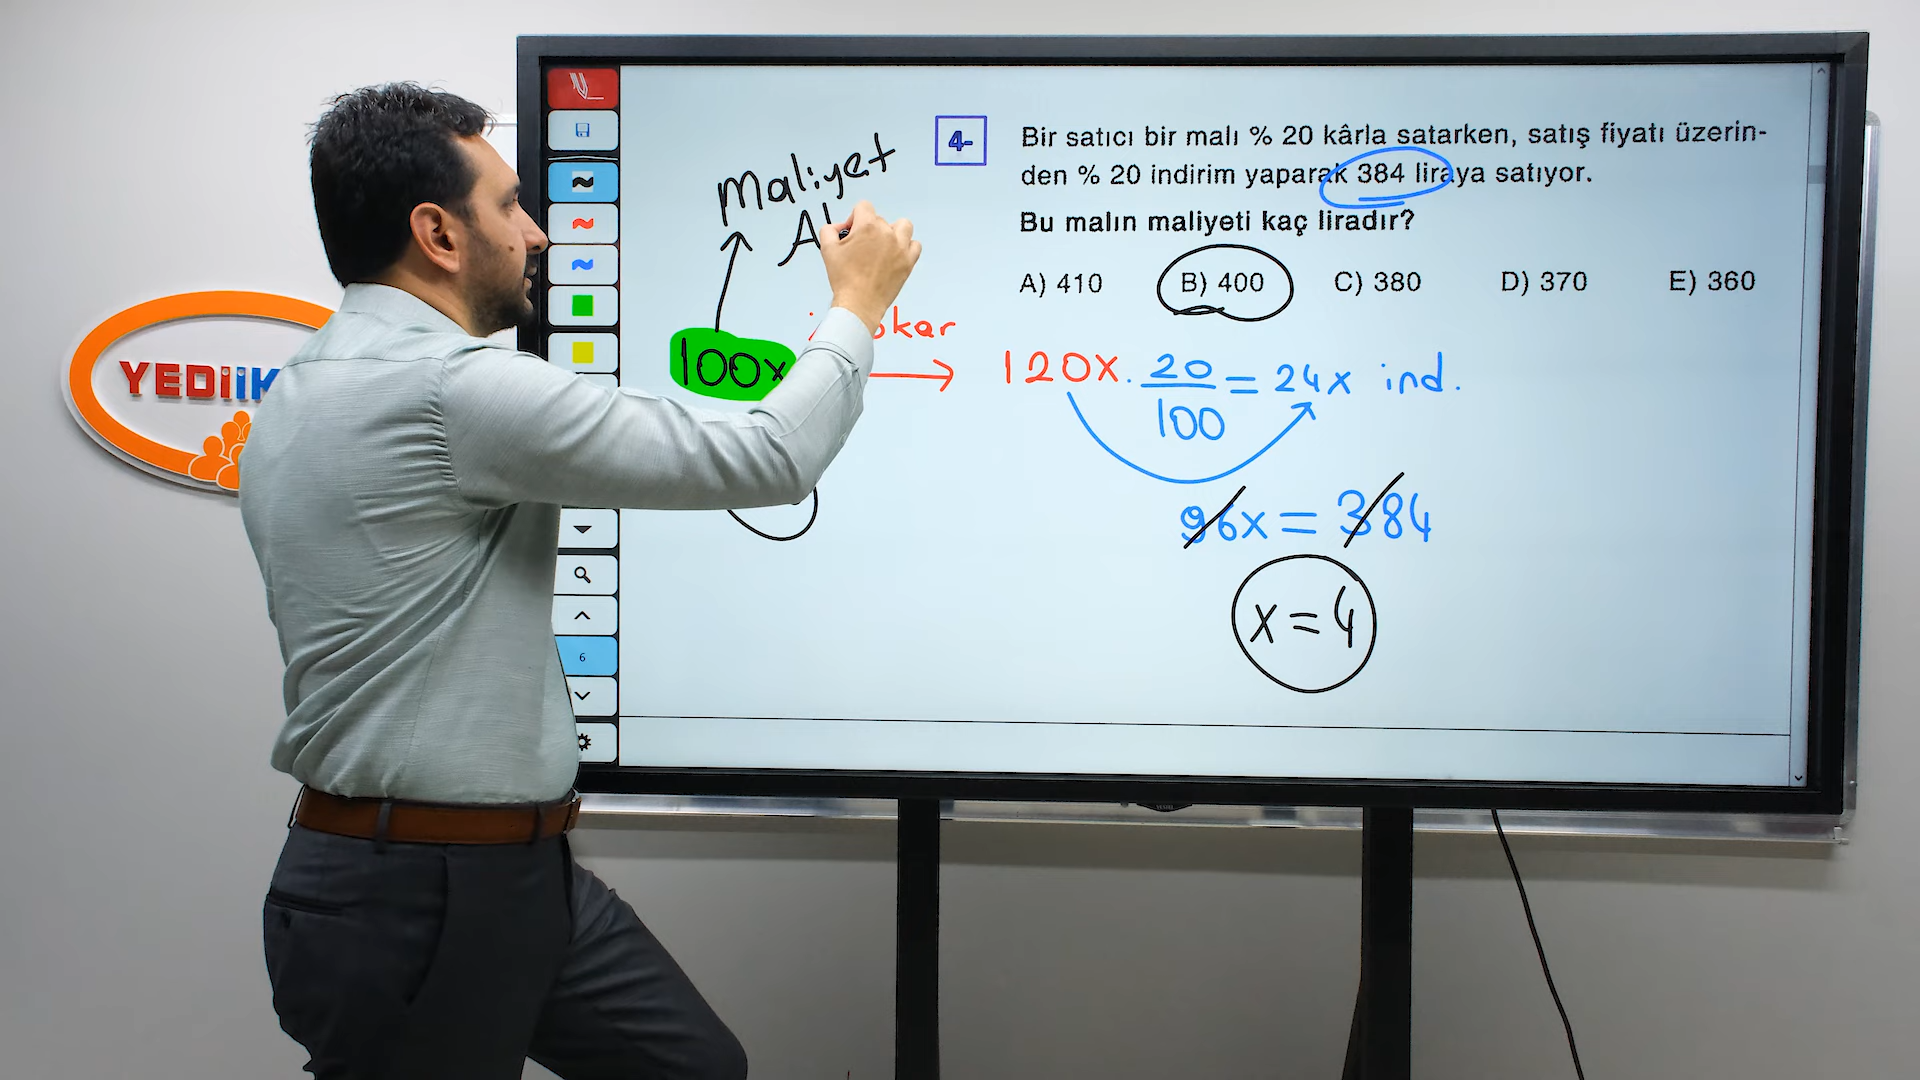 YEDİİK
4-
Bir satıcı bir malı % 20 kârla satarken, satış fiyatı üzerin-
den % 20 indirim yaparak 384 liraya satıyor.
Bu malın maliyeti kaç liradır?
A) 410 B) 400 C) 380 D) 370 E) 360
Maliyet
100x
kar
120x . 20/100 = 24x ind.
96x = 384
x = 4
6